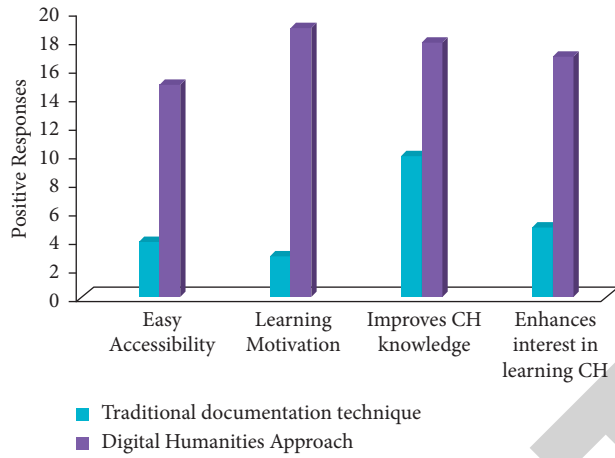 20
18
16
14
12
10
8
6
4
2
0
Positive Responses
Easy
Accessibility
Learning
Motivation
Improves CH
knowledge
Enhances
interest in
learning CH
Traditional documentation technique
Digital Humanities Approach